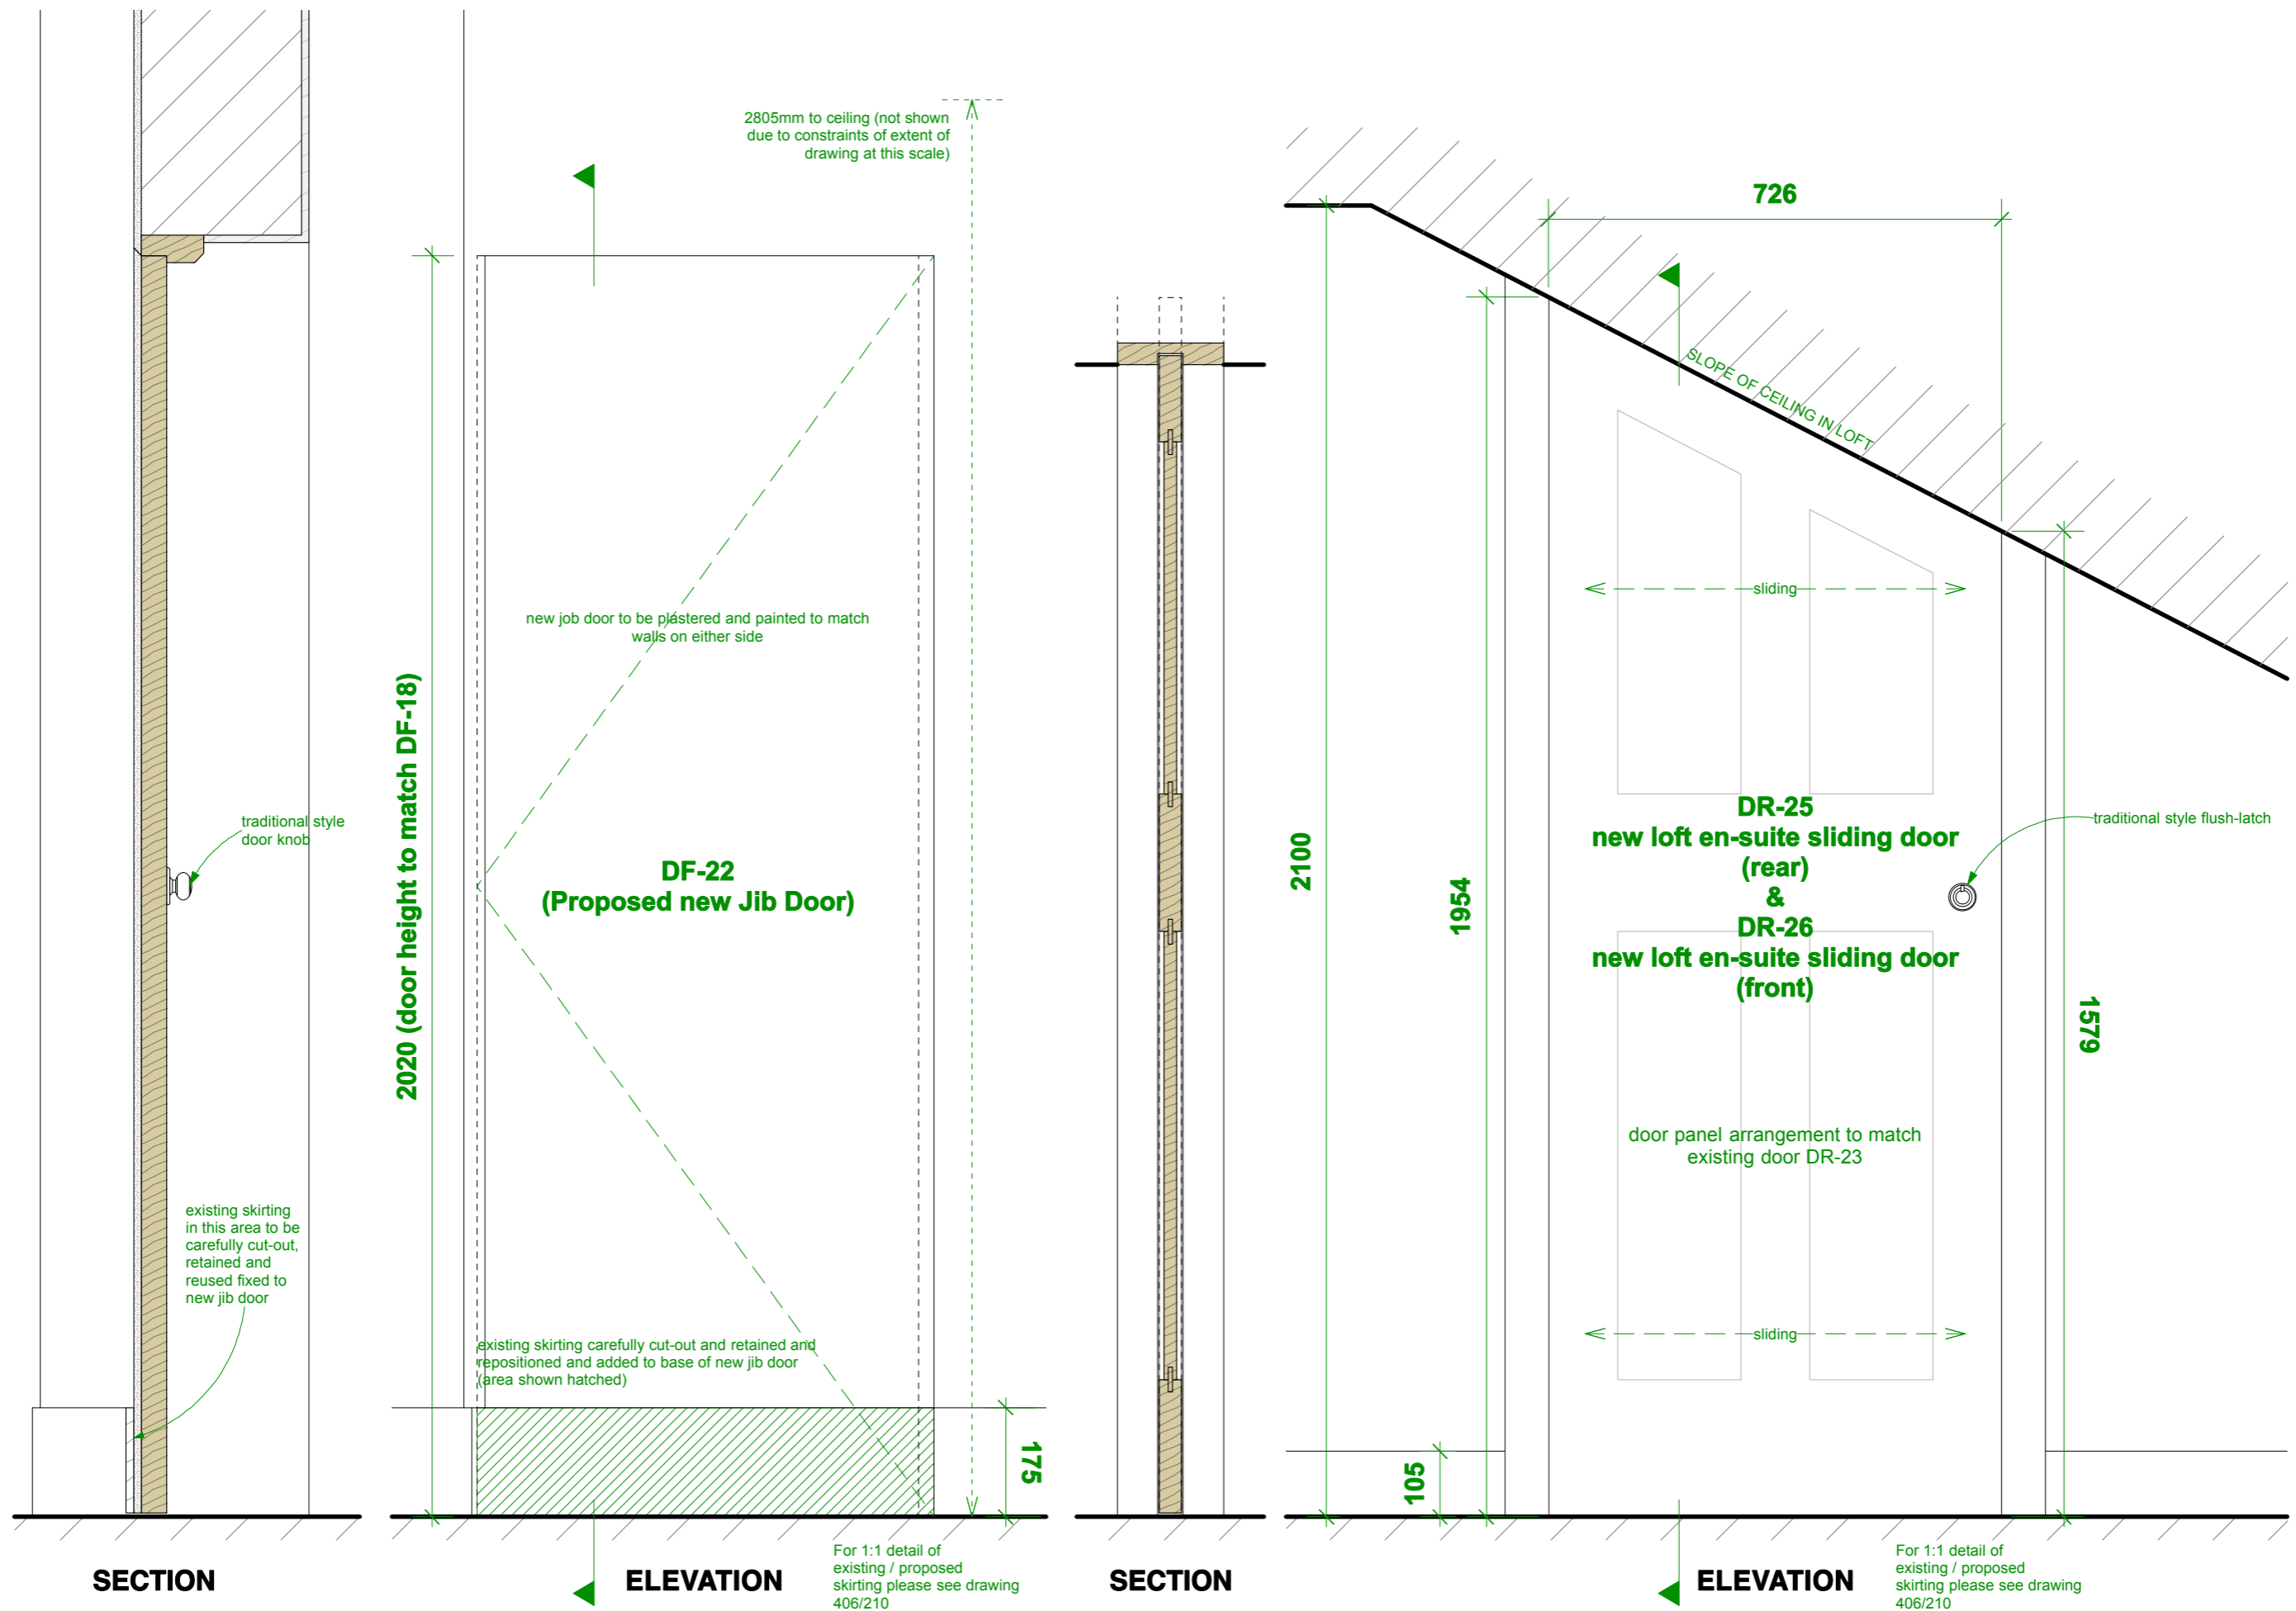 2805mm to ceiling (not shown
due to constraints of extent of
drawing at this scale)
2020 (door height to match DF-18)
new job door to be plastered and painted to match
walls on either side
traditional style
door knob
DF-22
(Proposed new Jib Door)
existing skirting
in this area to be
carefully cut-out,
retained and
reused fixed to
new jib door
existing skirting carefully cut-out and retained and
repositioned and added to base of new jib door
(area shown hatched)
175
SECTION
ELEVATION
For 1:1 detail of
existing / proposed
skirting please see drawing
406/210
726
SLOPE OF CEILING IN LOFT
sliding
2100
1954
DR-25
new loft en-suite sliding door
(rear)
&
DR-26
new loft en-suite sliding door
(front)
traditional style flush-latch
1579
door panel arrangement to match
existing door DR-23
sliding
105
SECTION
ELEVATION
For 1:1 detail of
existing / proposed
skirting please see drawing
406/210